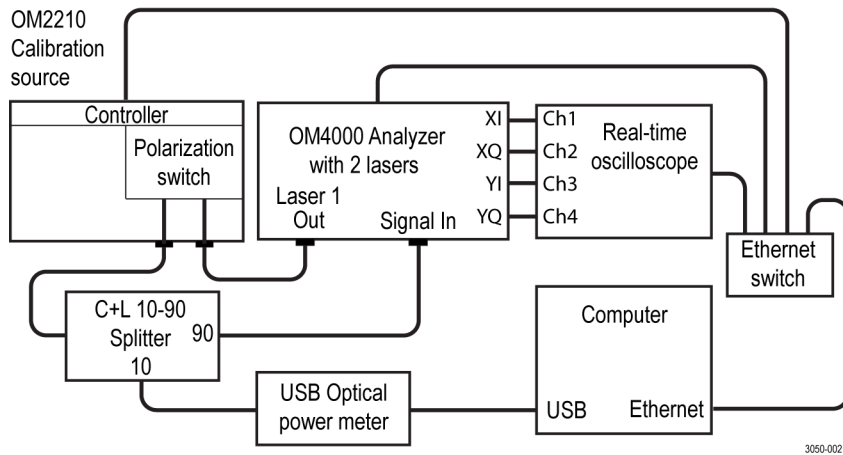 OM2210
Calibration
source
Controller
Polarization
switch
OM4000 Analyzer
with 2 lasers
Laser 1
Out
Signal In
XI
XQ
YI
YQ
Ch1
Ch2
Ch3
Ch4
Real-time
oscilloscope
Ethernet
switch
C+L 10-90
Splitter
90
10
USB Optical
power meter
Computer
USB
Ethernet
3050-002